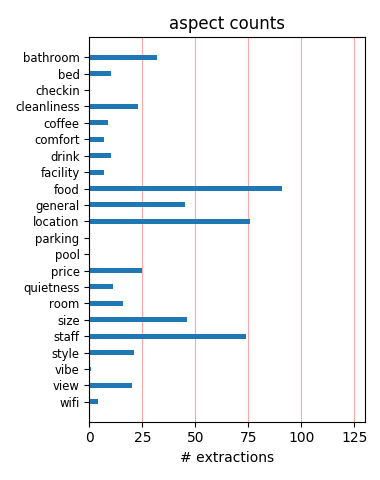 aspect counts
bathroom
bed
checkin
cleanliness
coffee
comfort
drink
facility
food
general
location
parking
pool
price
quietness
room
size
staff
style
vibe
view
wifi
0 25 50 75 100 125
# extractions